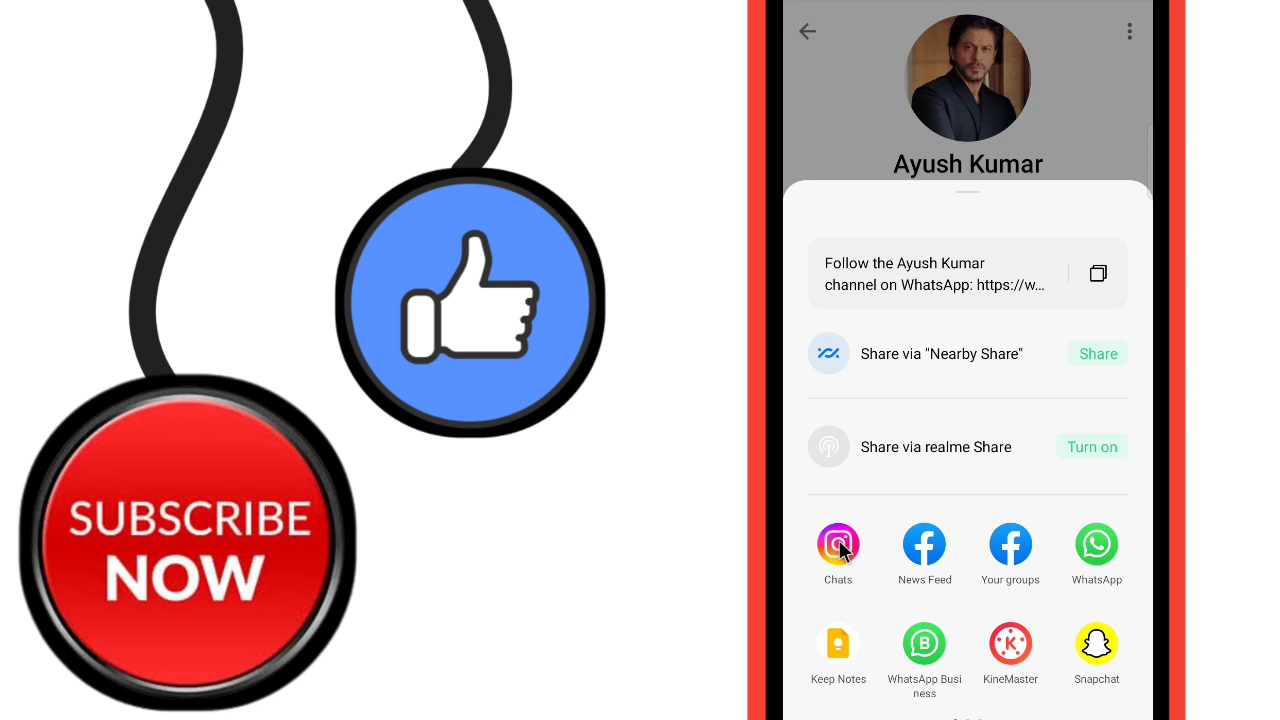 SUBSCRIBE
NOW
Ayush Kumar
Follow the Ayush Kumar
channel on WhatsApp: https://w...
Share via "Nearby Share"
Share
Share via realme Share
Turn on
Chats
News Feed
Your groups
WhatsApp
Keep Notes
WhatsApp Busi
ness
KineMaster
Snapchat